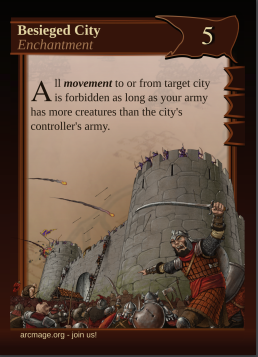 Besieged City
Enchantment
5
All movement to or from target city
is forbidden as long as your army
has more creatures than the city's
controller's army.
arcmage.org - join us!